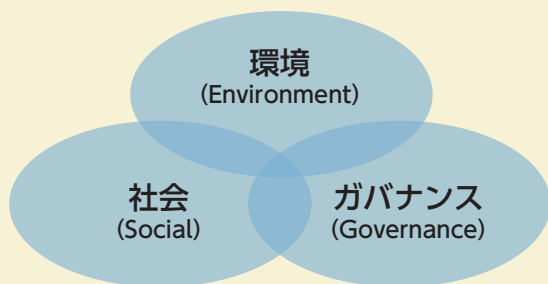 環境
(Environment)
社会
(Social)
ガバナンス
(Governance)